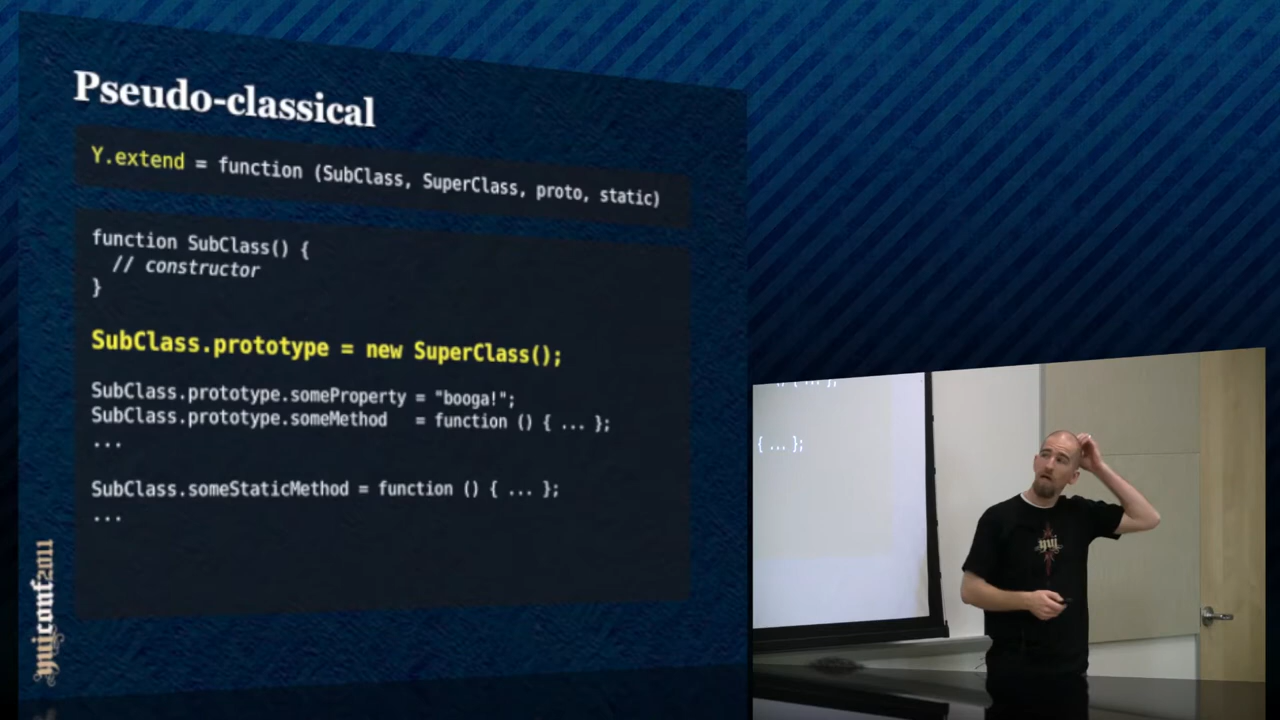 Pseudo-classical
Y.extend = function (SubClass, SuperClass, proto, static)
function SubClass() {
// constructor
}
SubClass.prototype = new SuperClass();
SubClass.prototype.someProperty = "booga!";
SubClass.prototype.someMethod = function () { ... };
...
SubClass.someStaticMethod = function () { ... };
...
yuiconf2011
{ ... };
yui